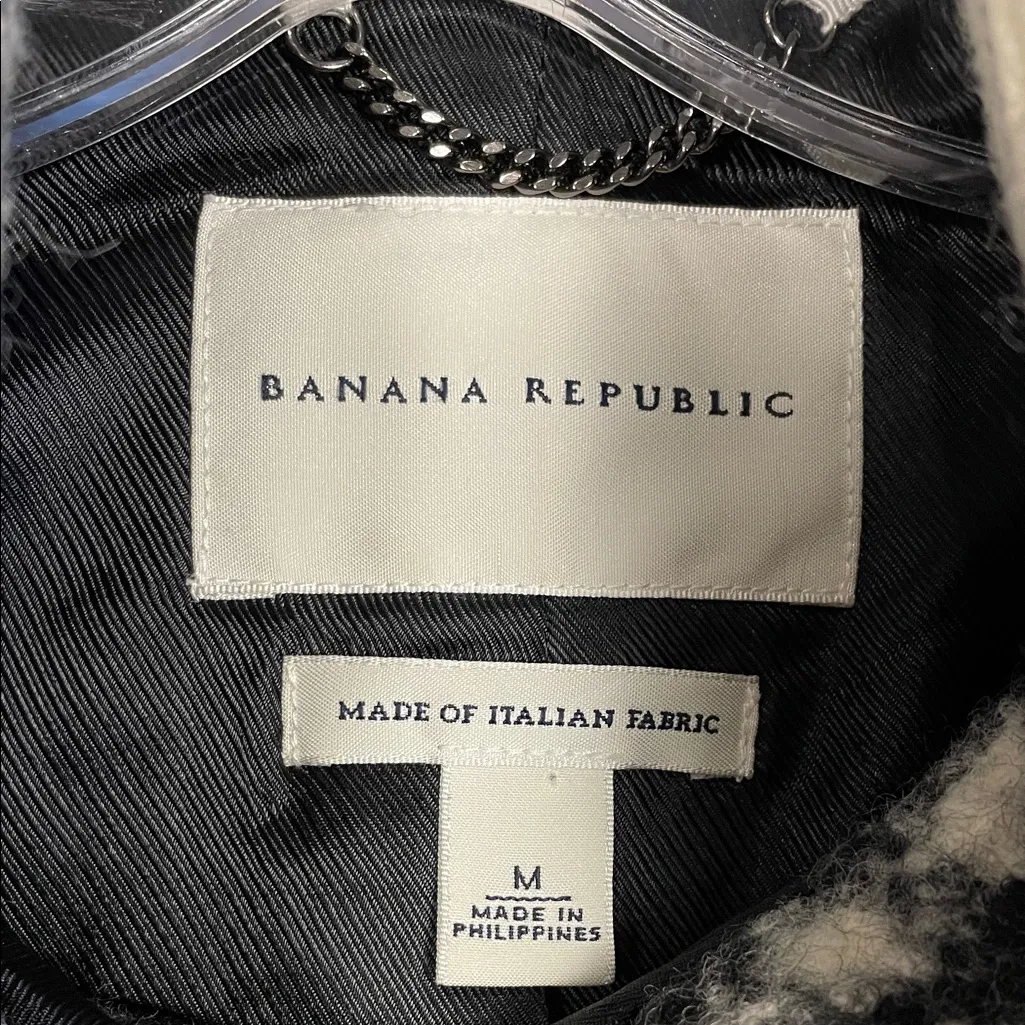 BANANA REPUBLIC
MADE OF ITALIAN FABRIC
M
MADE IN
PHILIPPINES